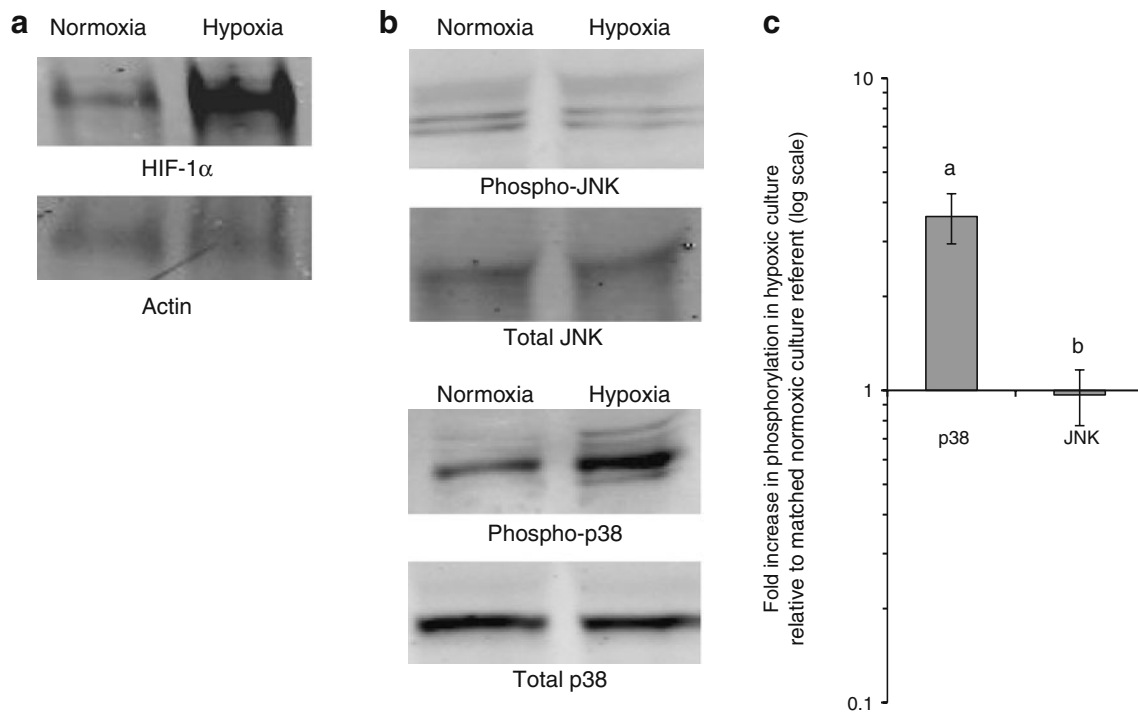 a
Normoxia Hypoxia
HIF-1α
Actin
b
Normoxia Hypoxia
Phospho-JNK
Total JNK
Normoxia Hypoxia
Phospho-p38
Total p38
c
Fold increase in phosphorylation in hypoxic culture
relative to matched normoxic culture referent (log scale)
10
1
0.1
a
b
p38
JNK